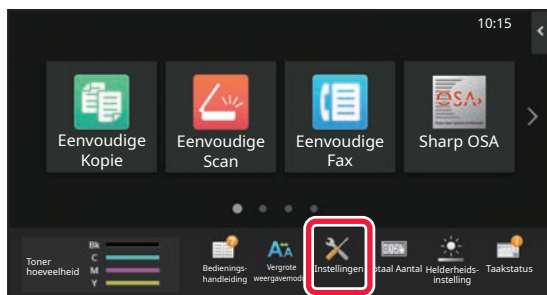 10:15
Eenvoudige
Kopie
Eenvoudige
Scan
Eenvoudige
Fax
OSA
Sharp OSA
Toner
hoeveelheid
Bk
C
M
Y
Bedienings-
handleiding
Vergrote
weergavemodus
Instellingen
Totaal Aantal
Helderheids-
instelling
Taakstatus